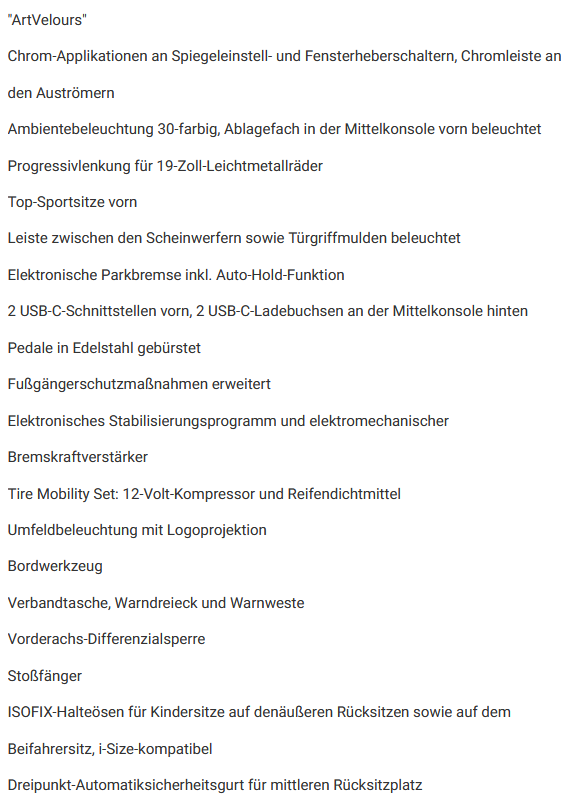 "ArtVelours"
Chrom-Applikationen an Spiegeleinstell- und Fensterheberschaltern, Chromleiste an
den Auströmern
Ambientebeleuchtung 30-farbig, Ablagefach in der Mittelkonsole vorn beleuchtet
Progressivlenkung für 19-Zoll-Leichtmetallräder
Top-Sportsitze vorn
Leiste zwischen den Scheinwerfern sowie Türgriffmulden beleuchtet
Elektronische Parkbremse inkl. Auto-Hold-Funktion
2 USB-C-Schnittstellen vorn, 2 USB-C-Ladebuchsen an der Mittelkonsole hinten
Pedale in Edelstahl gebürstet
Fußgängerschutzmaßnahmen erweitert
Elektronisches Stabilisierungsprogramm und elektromechanischer
Bremskraftverstärker
Tire Mobility Set: 12-Volt-Kompressor und Reifendichtmittel
Umfeldbeleuchtung mit Logoprojektion
Bordwerkzeug
Verbandtasche, Warndreieck und Warnweste
Vorderachs-Differenzialsperre
Stoßfänger
ISOFIX-Halteösen für Kindersitze auf denäußeren Rücksitzen sowie auf dem
Beifahrersitz, i-Size-kompatibel
Dreipunkt-Automatiksicherheitsgurt für mittleren Rücksitzplatz